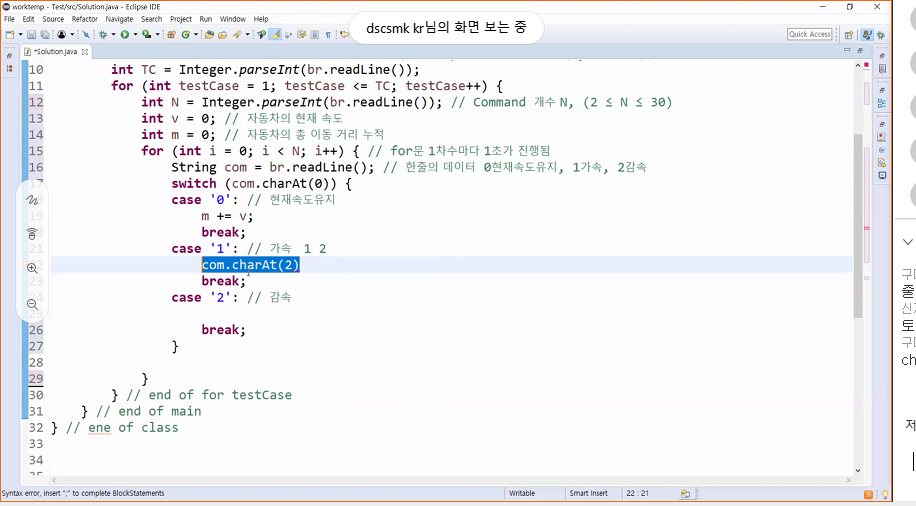 worktemp - Test/src/Solution.java - Eclipse IDE
dscsmk kr님의 화면 보는 중
File Edit Source Refactor Navigate Search Project Run Window Help
Quick Access
*Solution.java
10 int TC = Integer.parseInt(br.readLine());
11 for (int testCase = 1; testCase <= TC; testCase++) {
12 int N = Integer.parseInt(br.readLine()); // Command 개수 N, (2 ≤ N ≤ 30)
13 int v = 0; // 자동차의 현재 속도
14 int m = 0; // 자동차의 총 이동 거리 누적
15 for (int i = 0; i < N; i++) { // for문 1차수마다 1초가 진행됨
16 String com = br.readLine(); // 한줄의 데이터 0현재속도유지, 1가속, 2감속
17 switch (com.charAt(0)) {
case '0': // 현재속도유지
19 m += v;
break;
21 case '1': // 가속 1 2
com.charAt(2)
23 break;
24 case '2': // 감속
26 break;
27 }
28
29 }
30 } // end of for testCase
31 } // end of main
32 } // ene of class
33
34
Syntax error, insert ";" to complete BlockStatements
Writable
Smart Insert
22 : 21
줄
토
ch
제